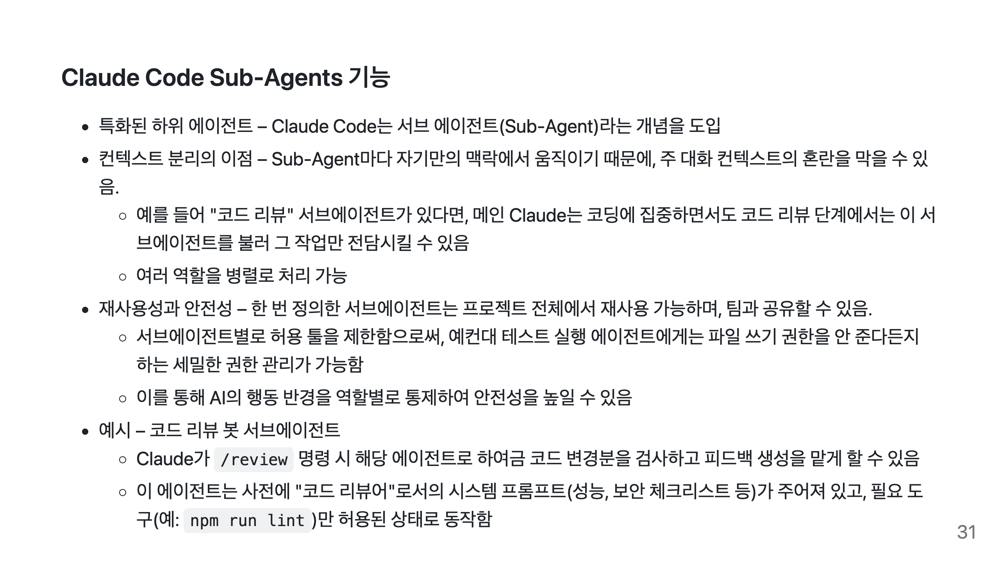 Claude Code Sub-Agents 기능
• 특화된 하위 에이전트 – Claude Code는 서브 에이전트(Sub-Agent)라는 개념을 도입
• 컨텍스트 분리의 이점 – Sub-Agent마다 자기만의 맥락에서 움직이기 때문에, 주 대화 컨텍스트의 혼란을 막을 수 있
음.
○ 예를 들어 "코드 리뷰" 서브에이전트가 있다면, 메인 Claude는 코딩에 집중하면서도 코드 리뷰 단계에서는 이 서
브에이전트를 불러 그 작업만 전담시킬 수 있음
○ 여러 역할을 병렬로 처리 가능
• 재사용성과 안전성 – 한 번 정의한 서브에이전트는 프로젝트 전체에서 재사용 가능하며, 팀과 공유할 수 있음.
○ 서브에이전트별로 허용 툴을 제한함으로써, 예컨대 테스트 실행 에이전트에게는 파일 쓰기 권한을 안 준다든지
하는 세밀한 권한 관리가 가능함
○ 이를 통해 AI의 행동 반경을 역할별로 통제하여 안전성을 높일 수 있음
• 예시 – 코드 리뷰 봇 서브에이전트
○ Claude가 /review 명령 시 해당 에이전트로 하여금 코드 변경분을 검사하고 피드백 생성을 맡게 할 수 있음
○ 이 에이전트는 사전에 "코드 리뷰어"로서의 시스템 프롬프트(성능, 보안 체크리스트 등)가 주어져 있고, 필요 도
구(예: npm run lint )만 허용된 상태로 동작함
31